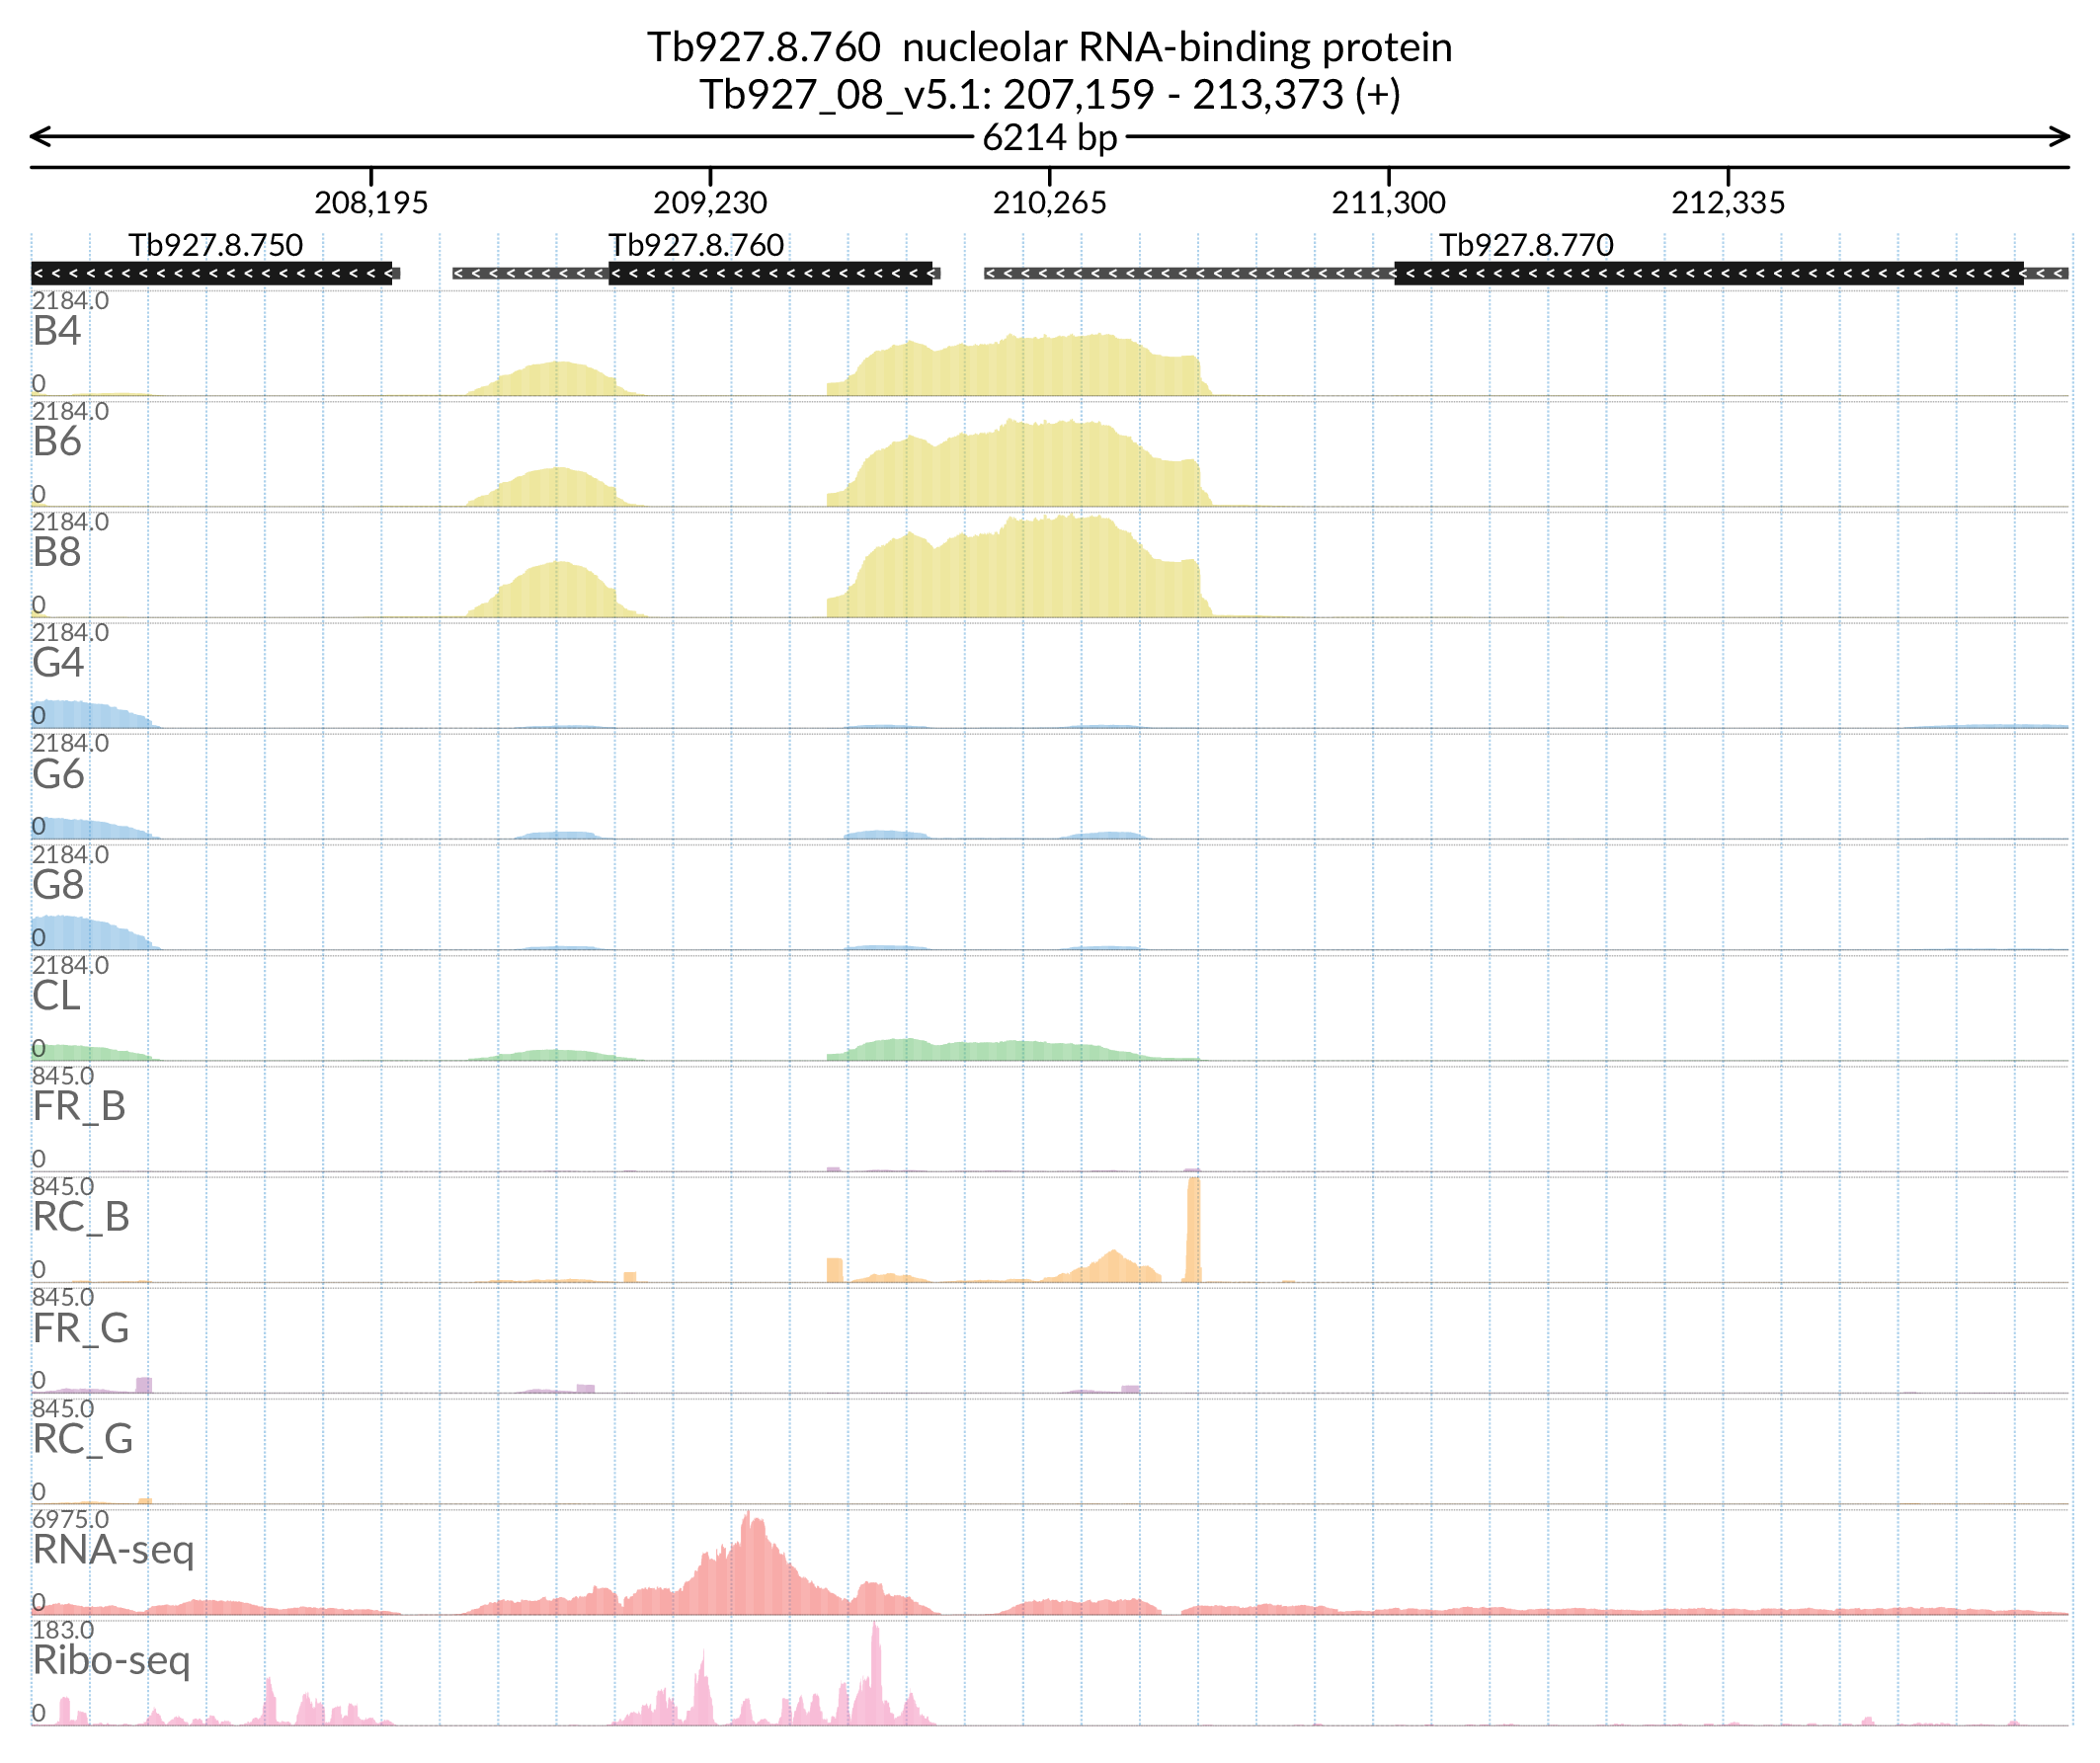 Tb927.8.760  nucleolar RNA-binding protein
Tb927_08_v5.1: 207,159 - 213,373 (+)
6214 bp
208,195 209,230 210,265 211,300 212,335
Tb927.8.750 Tb927.8.760 Tb927.8.770
2184.0
B4
0
2184.0
B6
0
2184.0
B8
0
2184.0
G4
0
2184.0
G6
0
2184.0
G8
0
2184.0
CL
0
845.0
FR_B
0
845.0
RC_B
0
845.0
FR_G
0
845.0
RC_G
0
6975.0
RNA-seq
0
183.0
Ribo-seq
0